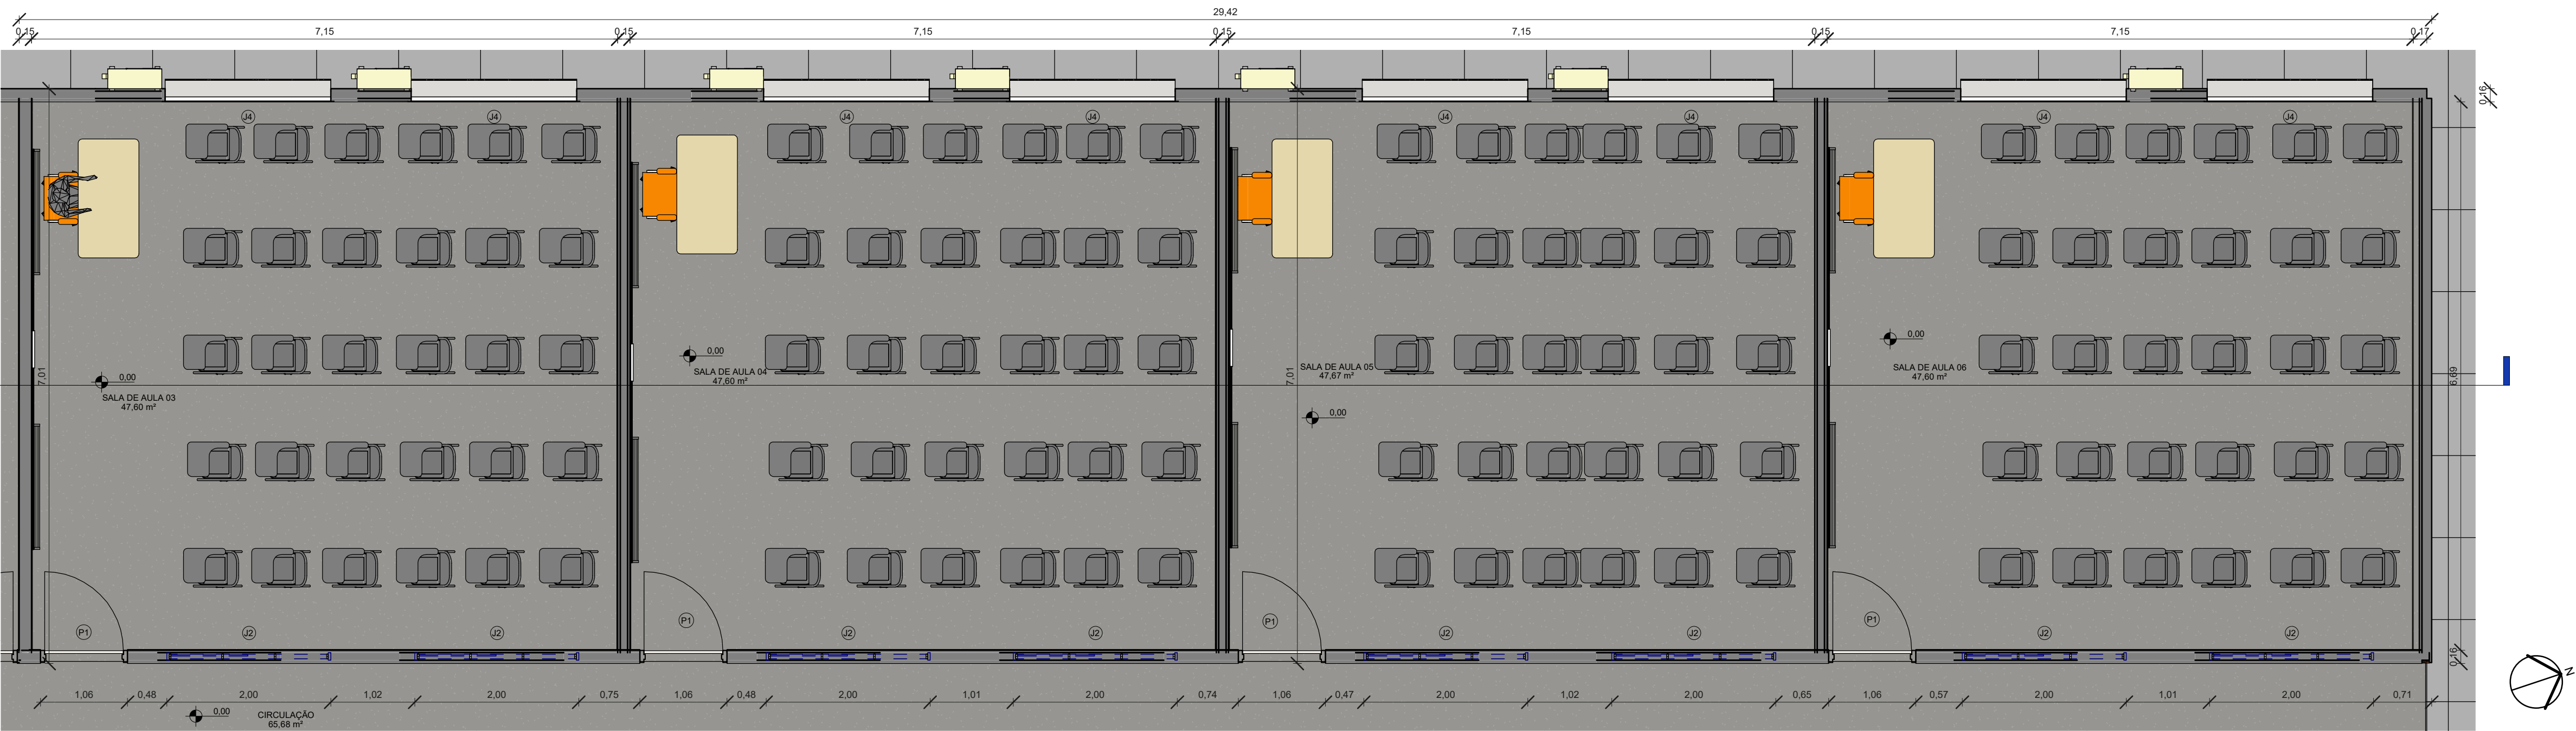 29,42
0,15
7,15
0,15
7,15
0,15
7,15
0,15
7,15
0,17
0,16
J4
J4
J4
J4
J4
J4
J4
J4
0,00
SALA DE AULA 03
47,60 m²
7,01
0,00
SALA DE AULA 04
47,60 m²
SALA DE AULA 05
47,67 m²
7,01
0,00
0,00
SALA DE AULA 06
47,60 m²
6,69
P1
J2
J2
P1
J2
J2
P1
J2
J2
P1
J2
J2
0,16
N
1,06
0,48
2,00
1,02
2,00
0,75
1,06
0,48
2,00
1,01
2,00
0,74
1,06
0,47
2,00
1,02
2,00
0,65
1,06
0,57
2,00
1,01
2,00
0,71
0,00
CIRCULAÇÃO
65,68 m²